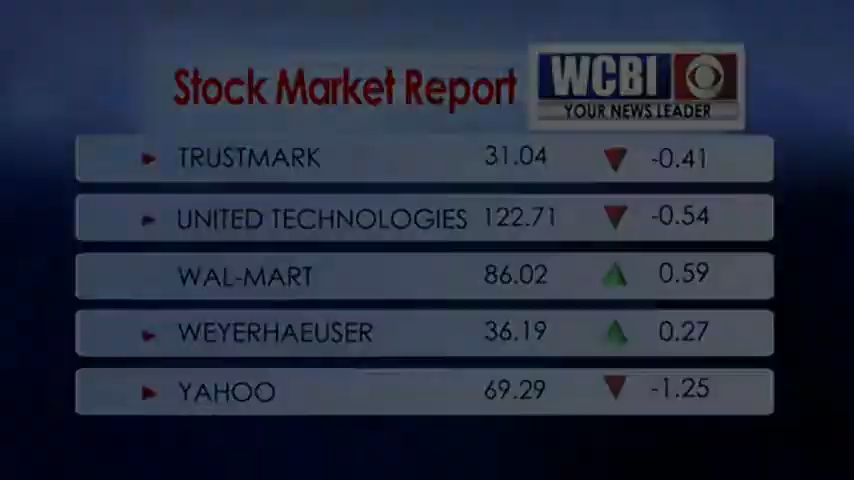 Stock Market Report
WCBI
YOUR NEWS LEADER
TRUSTMARK 31.04 -0.41
UNITED TECHNOLOGIES 122.71 -0.54
WAL-MART 86.02 0.59
WEYERHAEUSER 36.19 0.27
YAHOO 69.29 -1.25